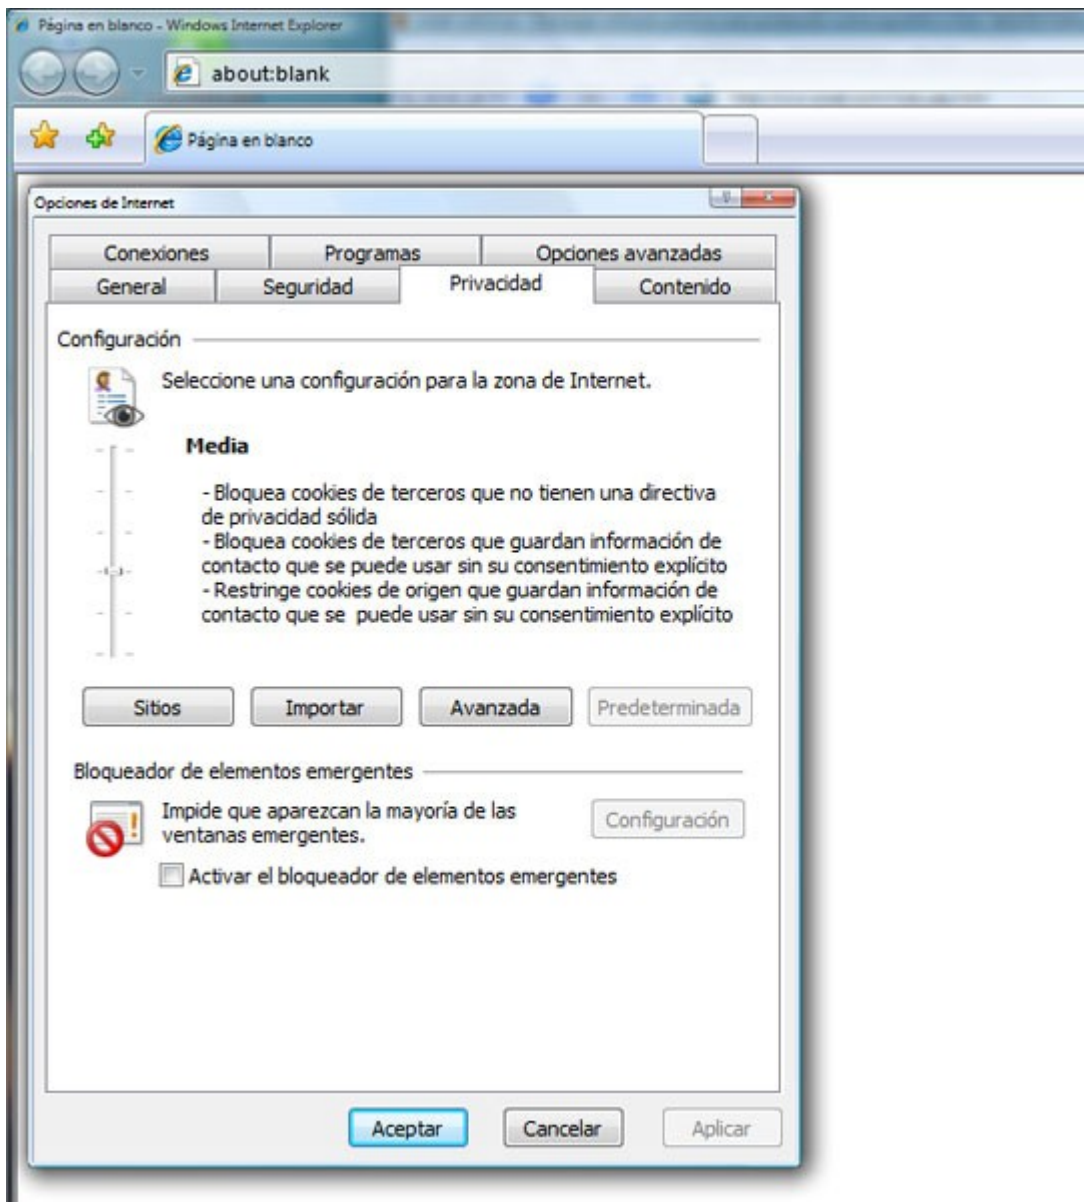 Página en blanco - Windows Internet Explorer
about:blank
Página en blanco
Opciones de Internet
Conexiones Programas Opciones avanzadas
General Seguridad Privacidad Contenido
Configuración
Seleccione una configuración para la zona de Internet.
Media
- Bloquea cookies de terceros que no tienen una directiva
de privacidad sólida
- Bloquea cookies de terceros que guardan información de
contacto que se puede usar sin su consentimiento explícito
- Restringe cookies de origen que guardan información de
contacto que se puede usar sin su consentimiento explícito
Sitios Importar Avanzada Predeterminada
Bloqueador de elementos emergentes
Impide que aparezcan la mayoría de las
ventanas emergentes.
Configuración
Activar el bloqueador de elementos emergentes
Aceptar Cancelar Aplicar